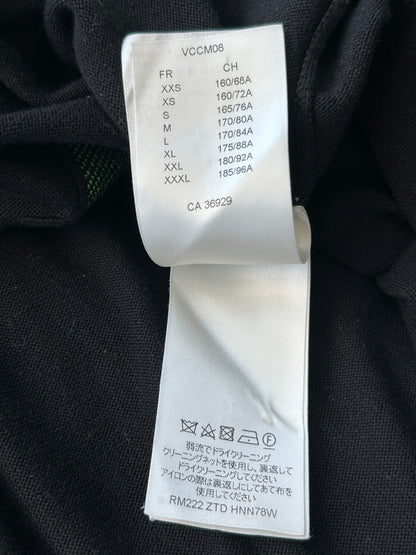 VCCM08
FR CH
XXS 160/68A
XS 160/72A
S 165/76A
M 170/80A
L 170/84A
XL 175/88A
XXL 180/92A
XXXL 185/96A
CA 36929
F
弱流でドライクリーニング
クリーニングネットを使用し、裏返して
ドライクリーニングしてください
アイロンの際は裏返しにしてあて布を
使用してください
RM222 ZTD HNN78W